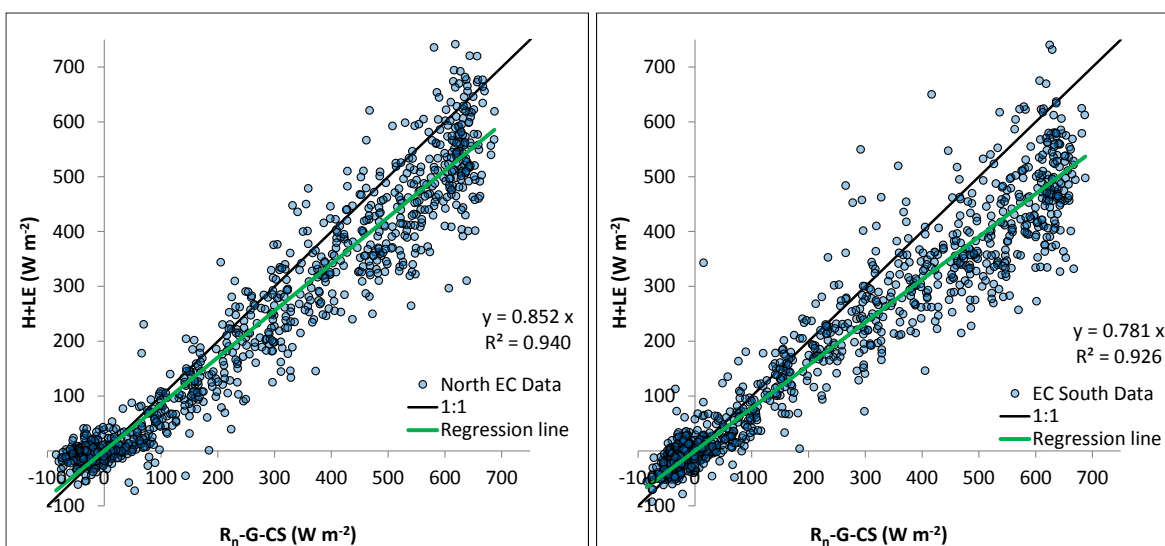 700
600
500
400
300
200
100
-100
0 100 200 300 400 500 600 700
-100
H+LE (W m⁻²)
Rₙ-G-CS (W m⁻²)
y = 0.852 x
R² = 0.940
North EC Data
1:1
Regression line
700
600
500
400
300
200
100
-100
0 100 200 300 400 500 600 700
-100
H+LE (W m⁻²)
Rₙ-G-CS (W m⁻²)
y = 0.781 x
R² = 0.926
EC South Data
1:1
Regression line